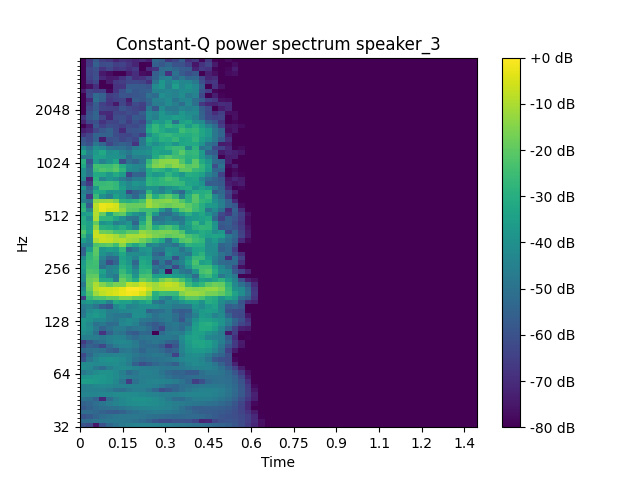 Constant-Q power spectrum speaker_3
Hz
2048
1024
512
256
128
64
32
0 0.15 0.3 0.45 0.6 0.75 0.9 1.1 1.2 1.4
Time
+0 dB
-10 dB
-20 dB
-30 dB
-40 dB
-50 dB
-60 dB
-70 dB
-80 dB